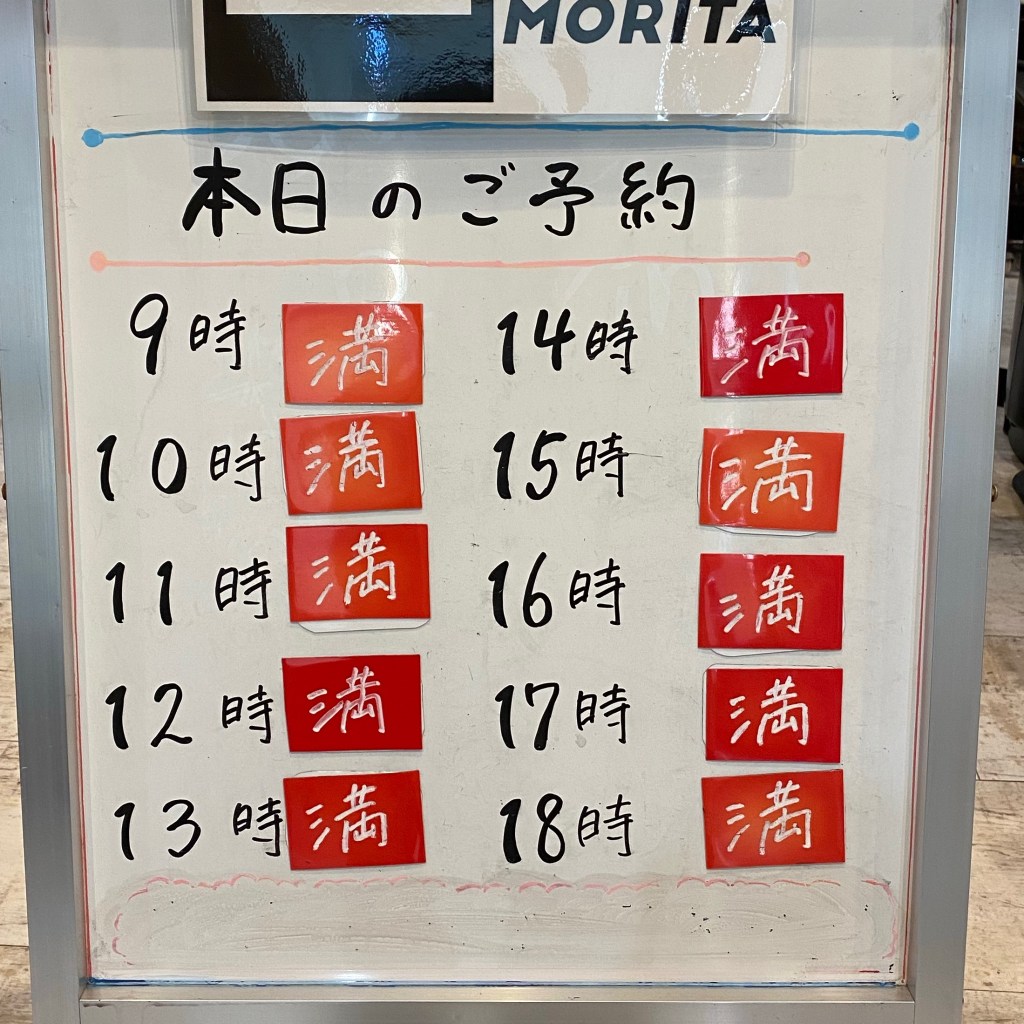 MORITA
本日のご予約
9時 満 14時 満
10時 満 15時 満
11時 満 16時 満
12時 満 17時 満
13時 満 18時 満